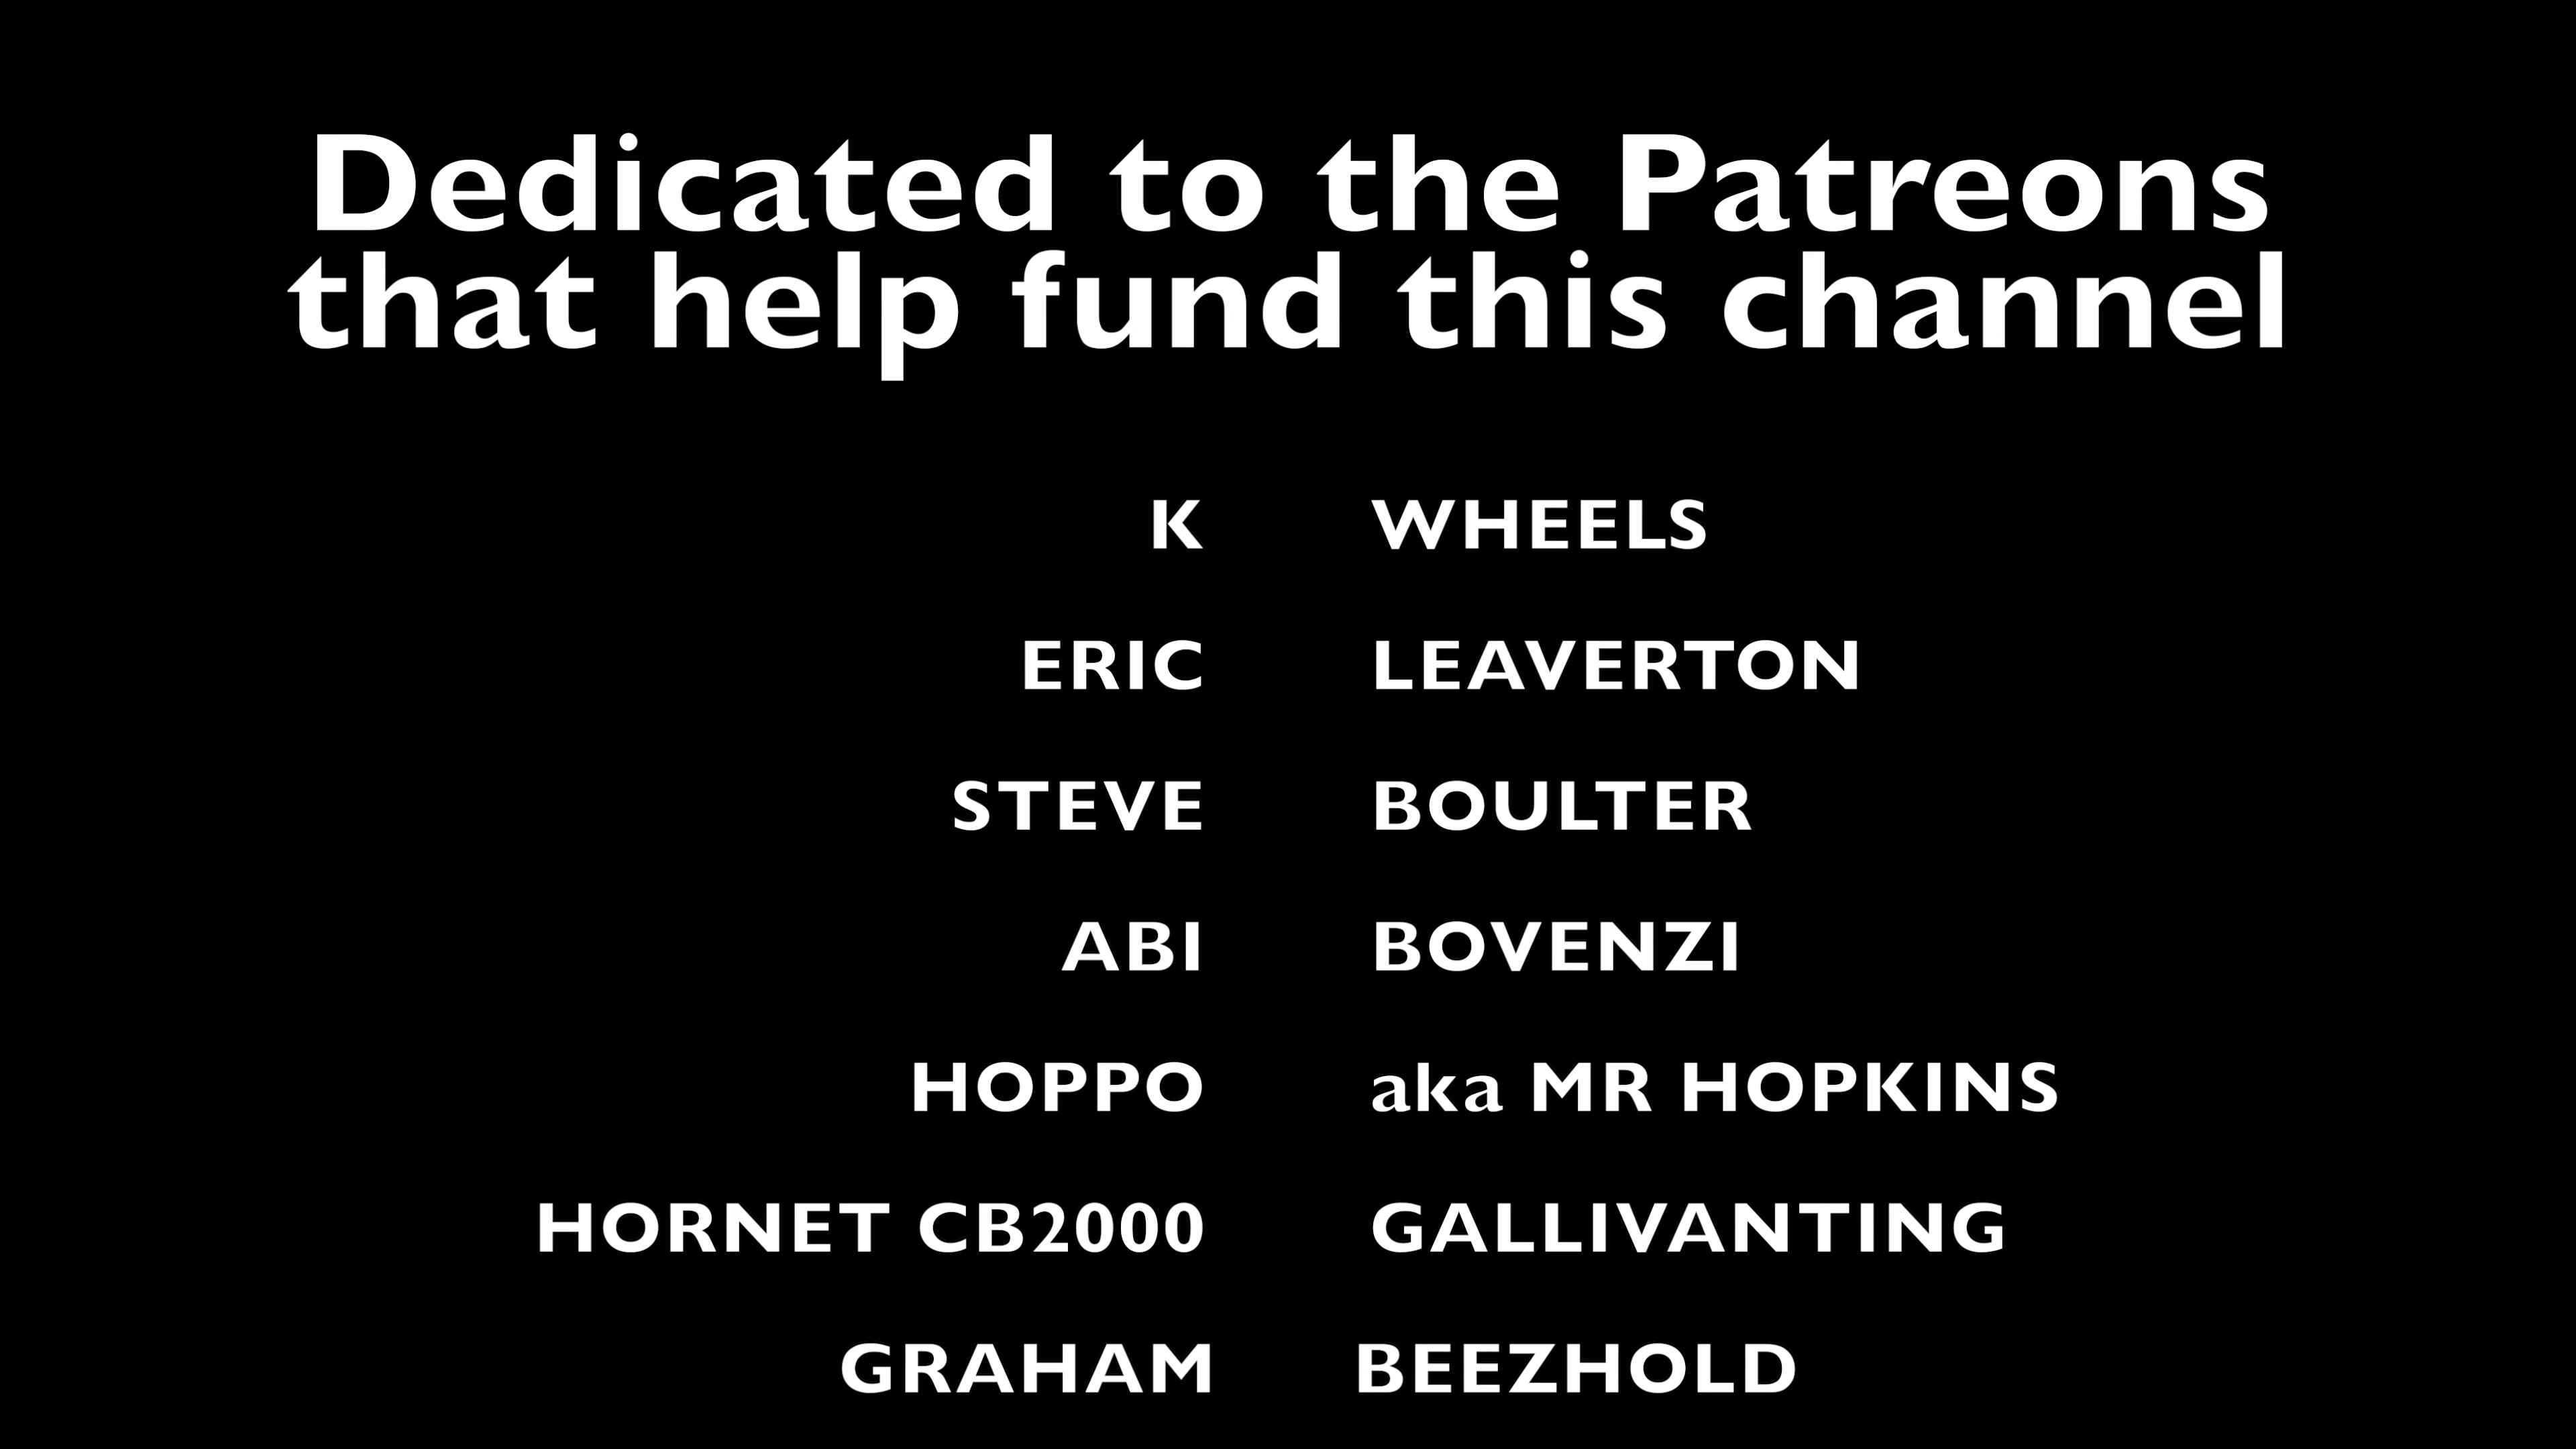 Dedicated to the Patreons
that help fund this channel
K WHEELS
ERIC LEAVERTON
STEVE BOULTER
ABI BOVENZI
HOPPO aka MR HOPKINS
HORNET CB2000 GALLIVANTING
GRAHAM BEEZHOLD